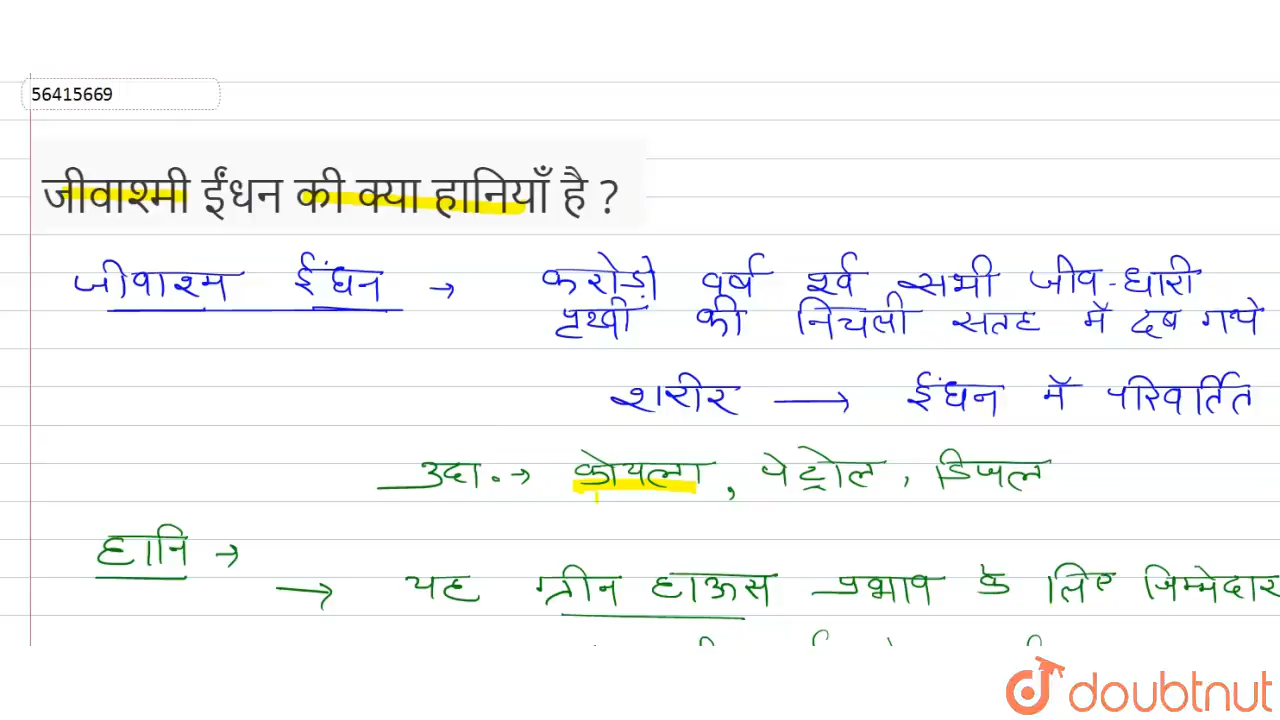 56415669
जीवाश्मी ईंधन की क्या हानियाँ है ?
जीवाश्म ईंधन → करोड़ो वर्ष पूर्व सभी जीव-धारी
पृथ्वी की निचली सतह में दब गये
शरीर → ईंधन में परिवर्तित
उदा. → कोयला, पेट्रोल, डिजल
हानि →
→ यह ग्रीन हाऊस प्रभाव के लिए जिम्मेदार
doubtnut